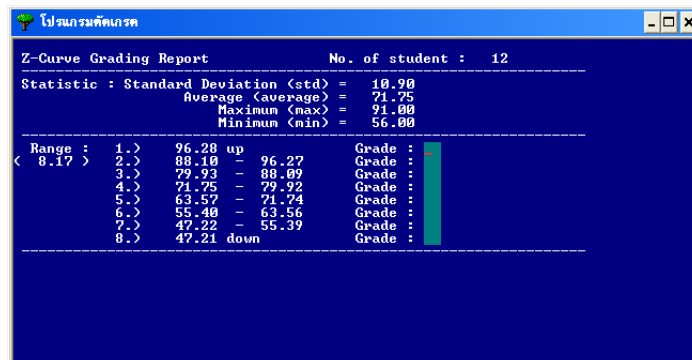 โปรแกรมตัดเกรด
Z-Curve Grading Report No. of student : 12
Statistic : Standard Deviation (std) = 10.90
Average (average) = 71.75
Maximum (max) = 91.00
Minimum (min) = 56.00
Range : 1.) 96.28 up Grade :
( 8.17 ) 2.) 88.10 - 96.27 Grade :
3.) 79.93 - 88.09 Grade :
4.) 71.75 - 79.92 Grade :
5.) 63.57 - 71.74 Grade :
6.) 55.40 - 63.56 Grade :
7.) 47.22 - 55.39 Grade :
8.) 47.21 down Grade :